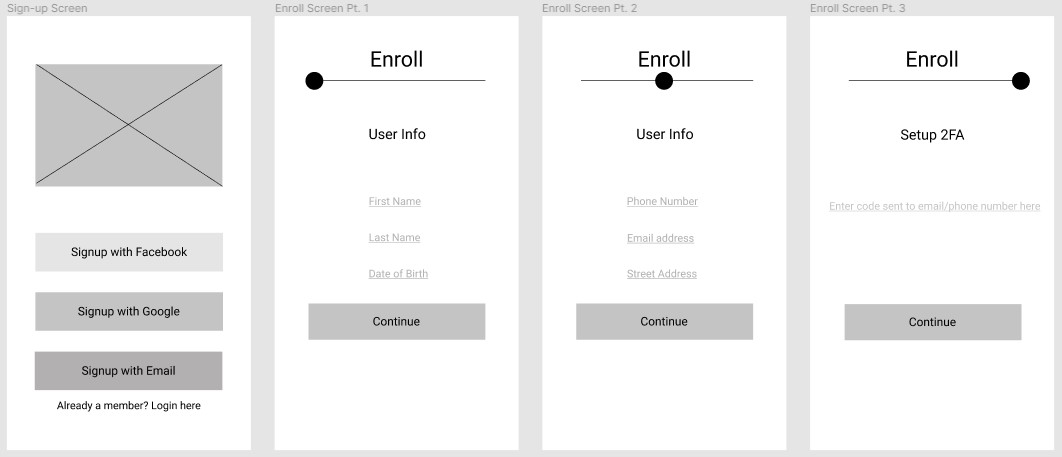 Sign-up Screen
Signup with Facebook
Signup with Google
Signup with Email
Already a member? Login here
Enroll Screen Pt. 1
Enroll
User Info
First Name
Last Name
Date of Birth
Continue
Enroll Screen Pt. 2
Enroll
User Info
Phone Number
Email address
Street Address
Continue
Enroll Screen Pt. 3
Enroll
Setup 2FA
Enter code sent to email/phone number here
Continue